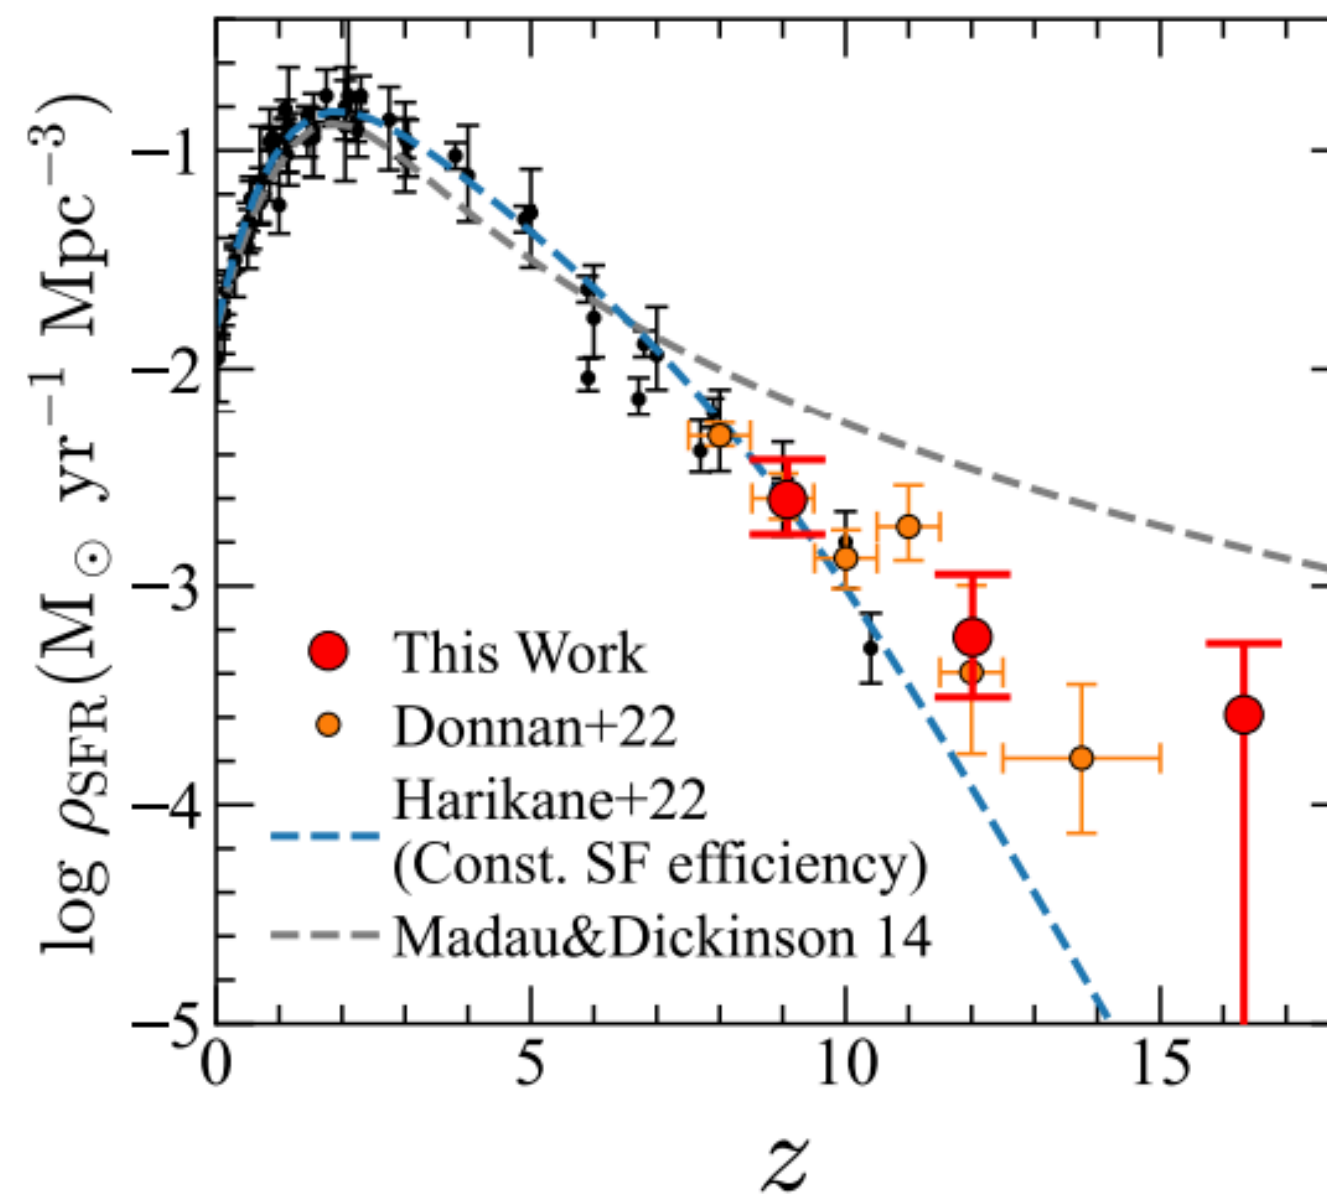 log ρSFR(M⊙ yr−1 Mpc−3)
−1
−2
−3
−4
−5
This Work
Donnan+22
Harikane+22
(Const. SF efficiency)
Madau&Dickinson 14
0 5 10 15
z